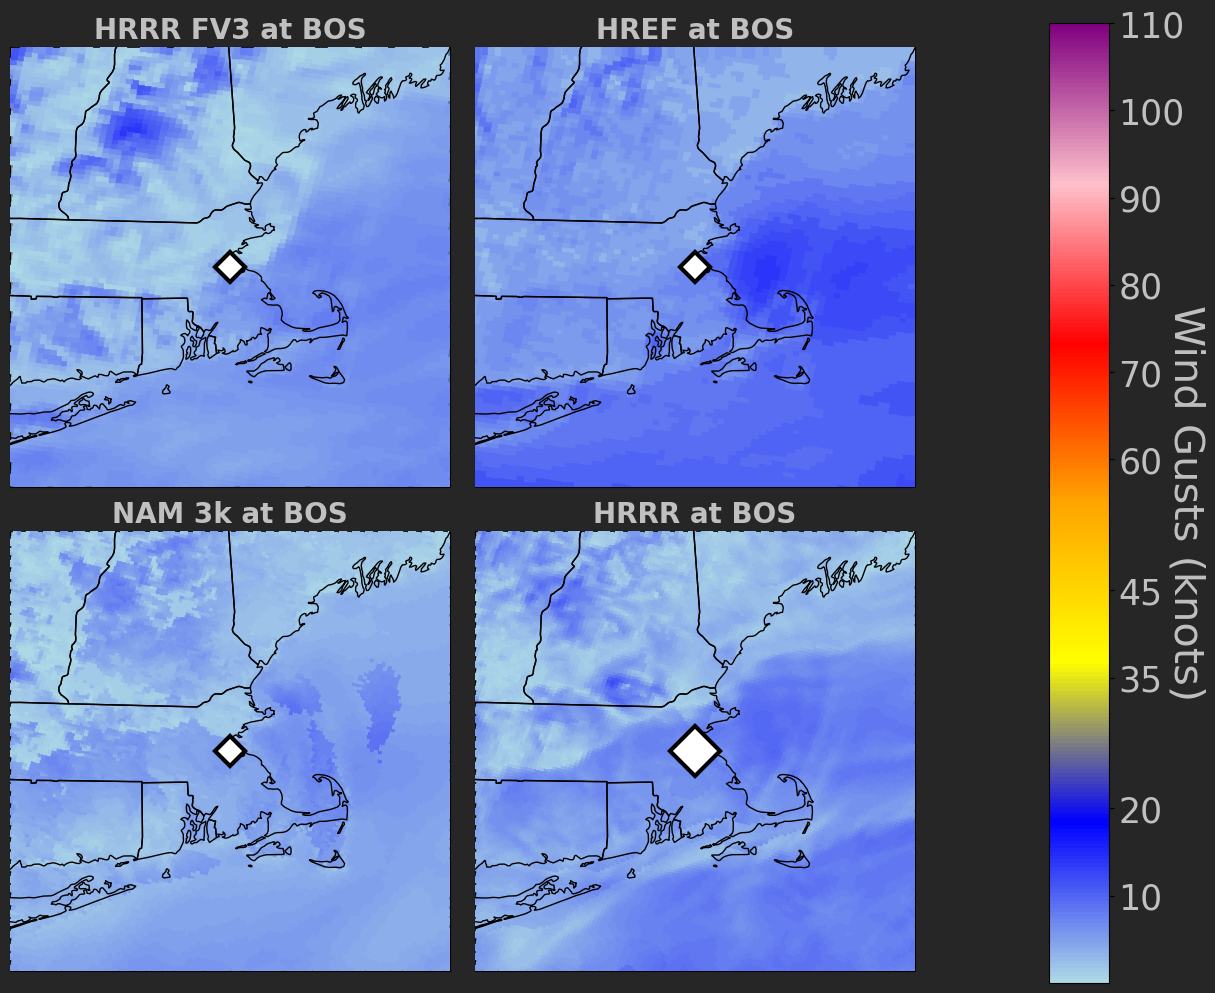 HRRR FV3 at BOS
HREF at BOS
NAM 3k at BOS
HRRR at BOS
110
100
90
80
70
60
45
35
20
10
Wind Gusts (knots)